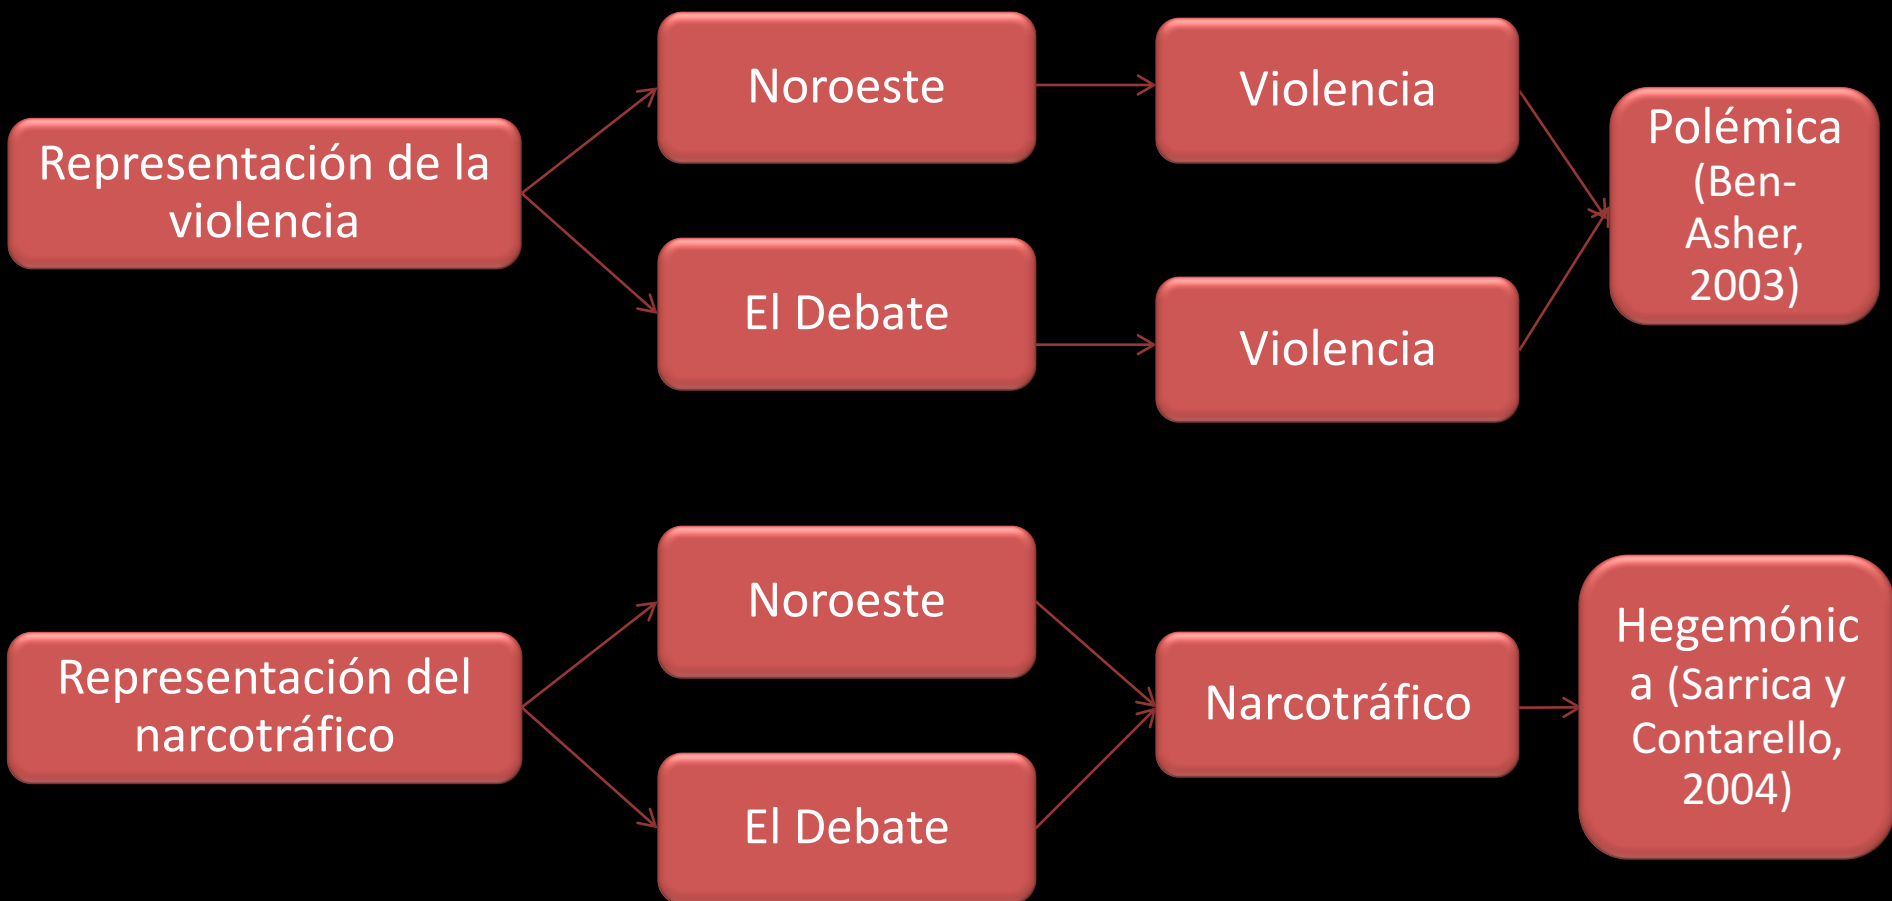 Representación de la
violencia
Noroeste
Violencia
El Debate
Violencia
Polémica
(Ben-
Asher,
2003)
Representación del
narcotráfico
Noroeste
El Debate
Narcotráfico
Hegemónic
a (Sarrica y
Contarello,
2004)